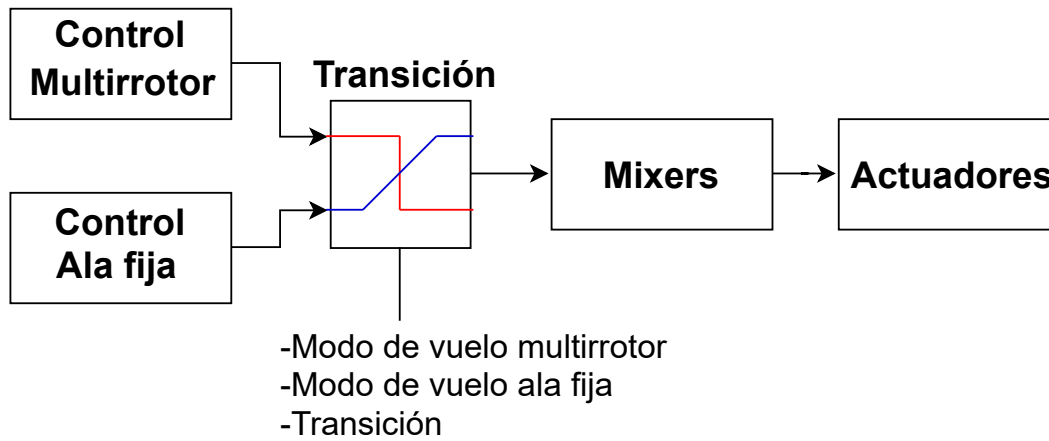 Control
Multirrotor
Transición
Control
Ala fija
Mixers
Actuadores
-Modo de vuelo multirrotor
-Modo de vuelo ala fija
-Transición